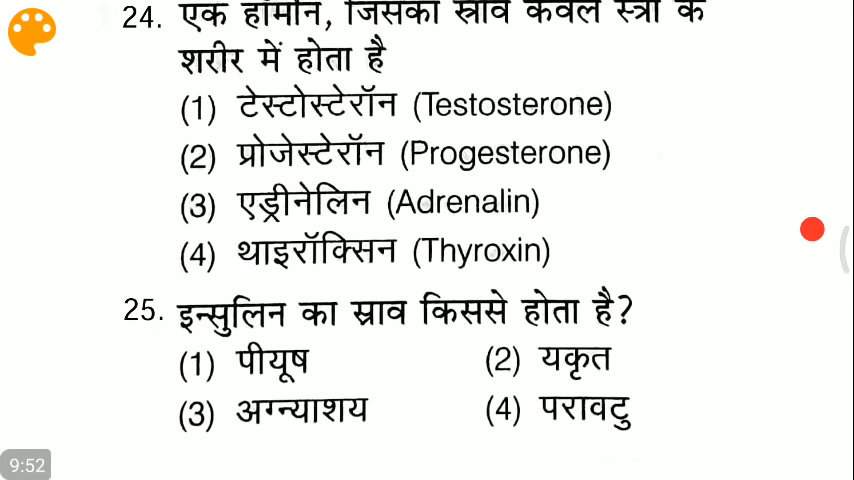 24. एक हॉर्मोन, जिसका स्राव केवल स्त्री के
शरीर में होता है
(1) टेस्टोस्टेरॉन (Testosterone)
(2) प्रोजेस्टेरॉन (Progesterone)
(3) एड्रीनेलिन (Adrenalin)
(4) थाइरॉक्सिन (Thyroxin)
25. इन्सुलिन का स्राव किससे होता है?
(1) पीयूष (2) यकृत
(3) अग्न्याशय (4) परावटु
9:52